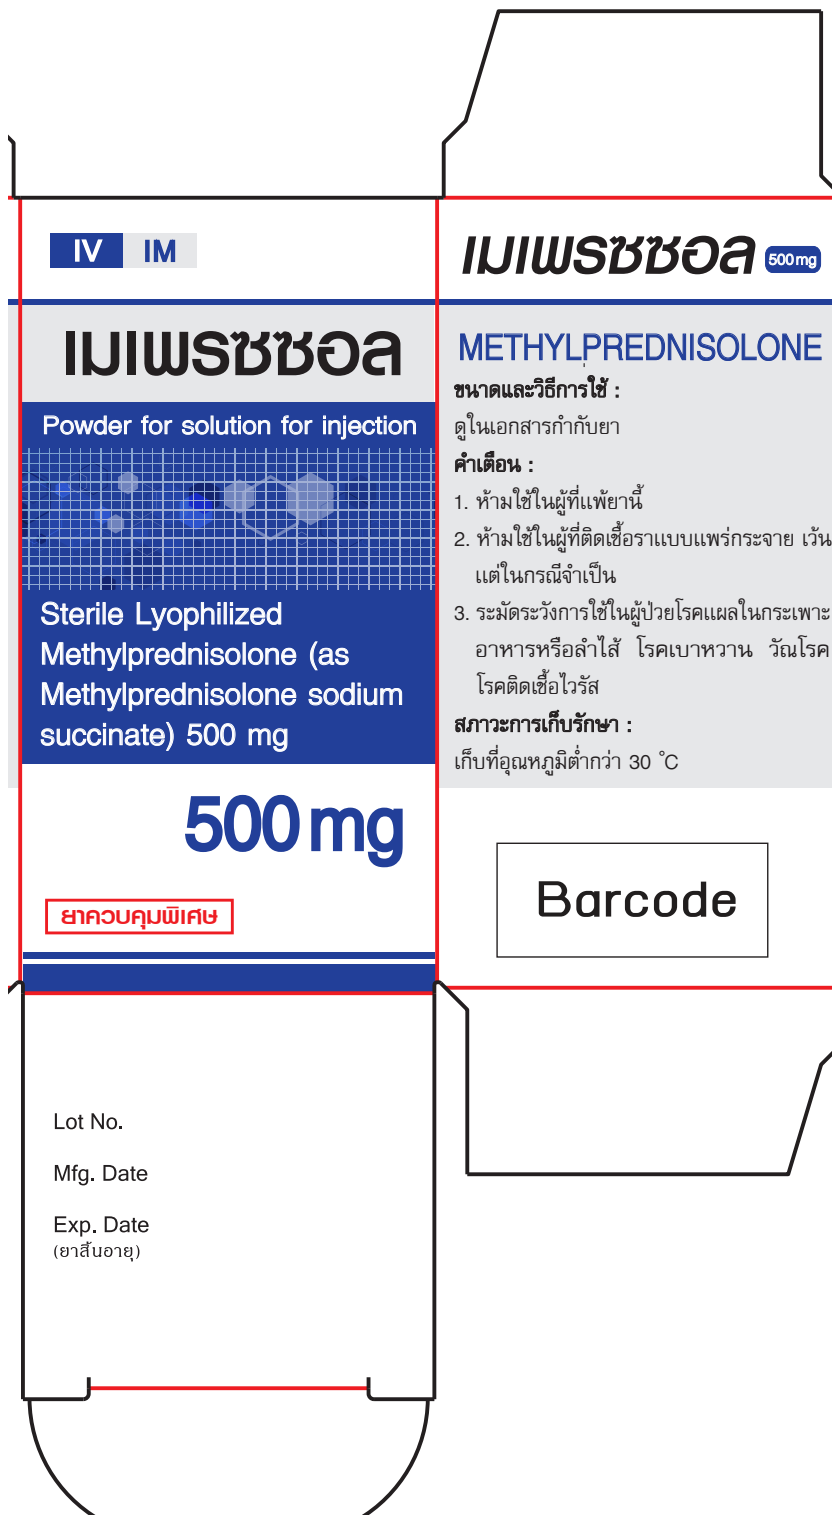 IV IM
เมเพรซซอล
Powder for solution for injection
Sterile Lyophilized
Methylprednisolone (as
Methylprednisolone sodium
succinate) 500 mg
500 mg
ยาควบคุมพิเศษ
Lot No.
Mfg. Date
Exp. Date
(ยาสิ้นอายุ)
เมเพรซซอล 500 mg
METHYLPREDNISOLONE
ขนาดและวิธีการใช้ :
ดูในเอกสารกำกับยา
คำเตือน :
1. ห้ามใช้ในผู้ที่แพ้ยานี้
2. ห้ามใช้ในผู้ที่ติดเชื้อราแบบแพร่กระจาย เว้น
แต่ในกรณีจำเป็น
3. ระมัดระวังการใช้ในผู้ป่วยโรคแผลในกระเพาะ
อาหารหรือลำไส้ โรคเบาหวาน วัณโรค
โรคติดเชื้อไวรัส
สภาวะการเก็บรักษา :
เก็บที่อุณหภูมิต่ำกว่า 30 °C
Barcode